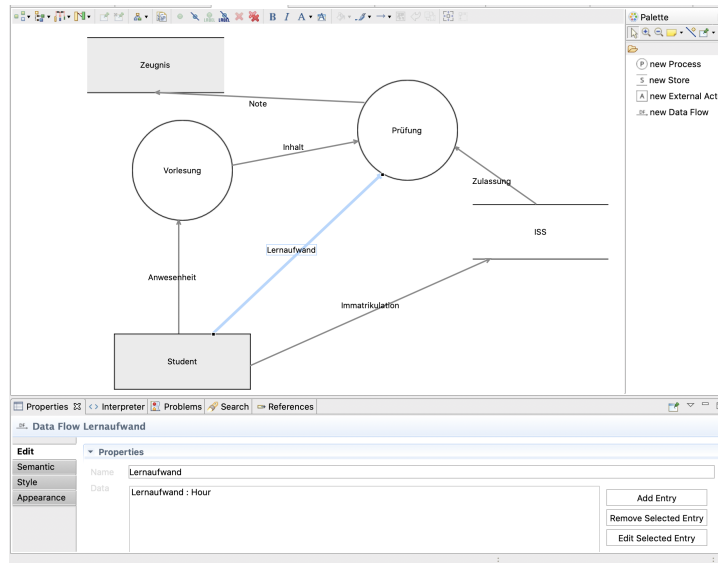 B I A
Palette
new Process
S new Store
A new External Act
DF new Data Flow
Zeugnis
Note
Prüfung
Inhalt
Vorlesung
Zulassung
ISS
Lernaufwand
Anwesenheit
Immatrikulation
Student
Properties
Interpreter
Problems
Search
References
DF Data Flow Lernaufwand
Edit
Properties
Semantic
Name
Lernaufwand
Style
Data
Lernaufwand : Hour
Appearance
Add Entry
Remove Selected Entry
Edit Selected Entry